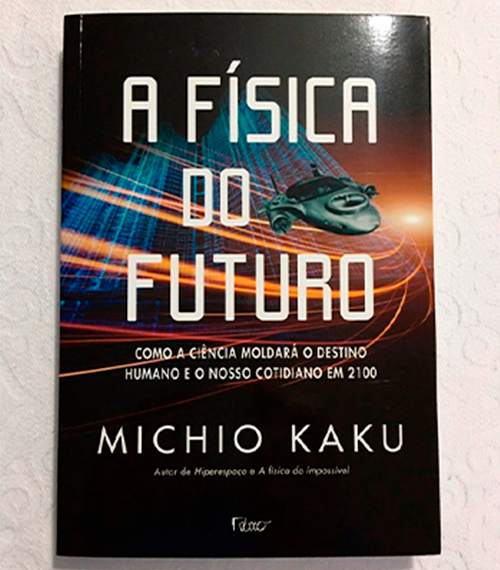 A FÍSICA
DO
FUTURO
COMO A CIÊNCIA MOLDARÁ O DESTINO
HUMANO E O NOSSO COTIDIANO EM 2100
MICHIO KAKU
Autor de Hiperespaço e A física do impossível
Rocco